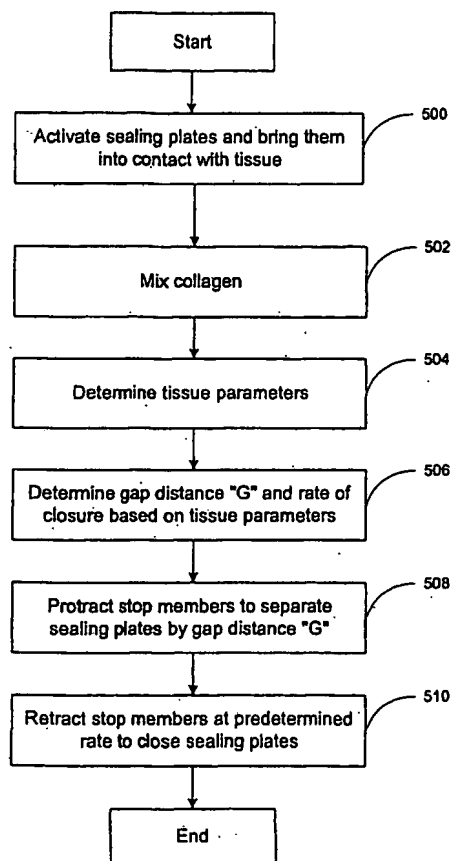 Start
500
Activate sealing plates and bring them
into contact with tissue
502
Mix collagen
504
Determine tissue parameters
506
Determine gap distance "G" and rate of
closure based on tissue parameters
508
Protract stop members to separate
sealing plates by gap distance "G"
510
Retract stop members at predetermined
rate to close sealing plates
End